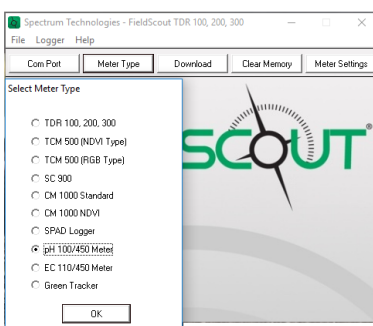 Spectrum Technologies - FieldScout TDR 100, 200, 300
File Logger Help
Com Port Meter Type Download Clear Memory Meter Settings
Select Meter Type
TDR 100, 200, 300
TCM 500 (NDVI Type)
TCM 500 (RGB Type)
SC 900
CM 1000 Standard
CM 1000 NDVI
SPAD Logger
pH 100/450 Meter
EC 110/450 Meter
Green Tracker
OK
SCOUT®